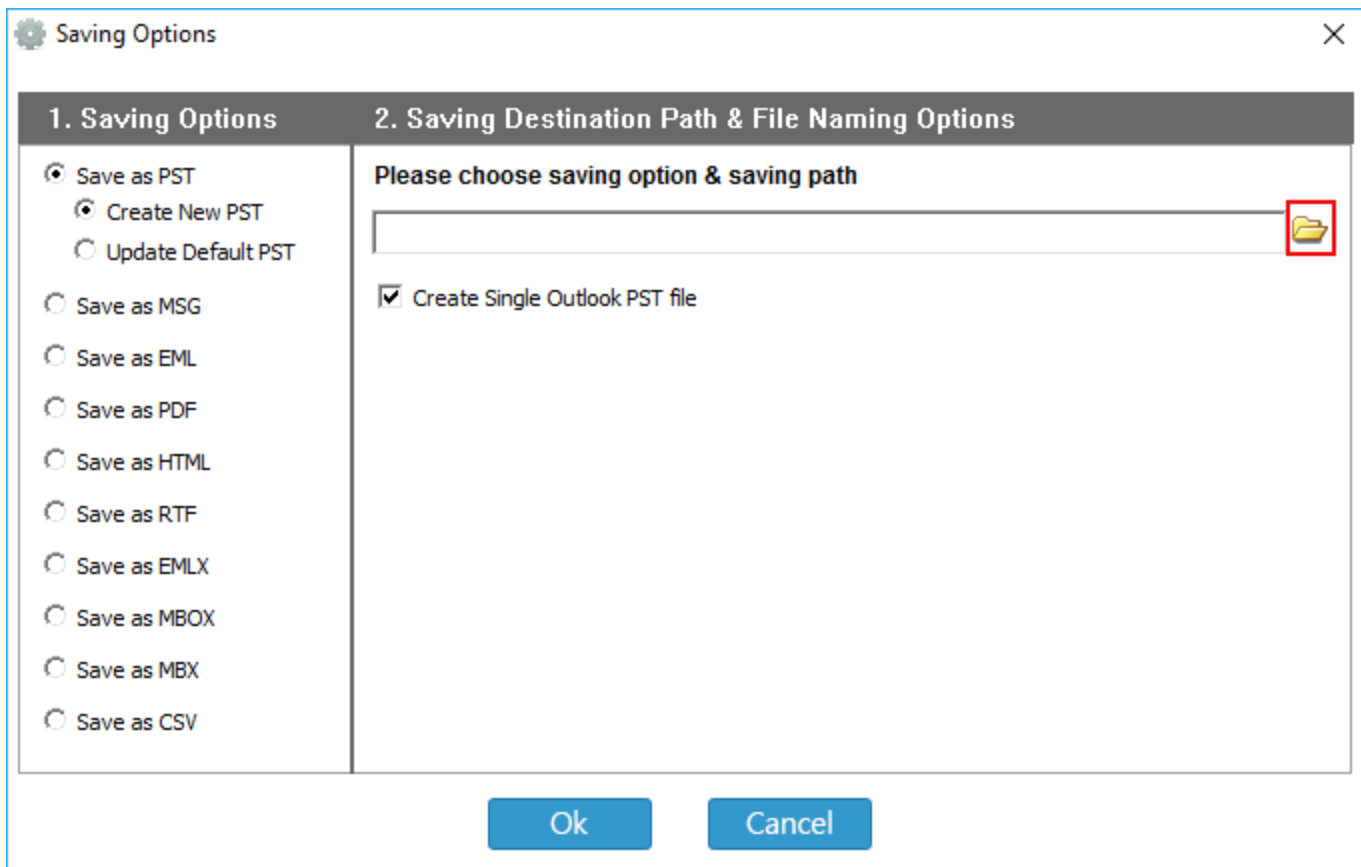 Saving Options
1. Saving Options
2. Saving Destination Path & File Naming Options
Save as PST
Create New PST
Update Default PST
Save as MSG
Save as EML
Save as PDF
Save as HTML
Save as RTF
Save as EMLX
Save as MBOX
Save as MBX
Save as CSV
Please choose saving option & saving path
Create Single Outlook PST file
Ok
Cancel